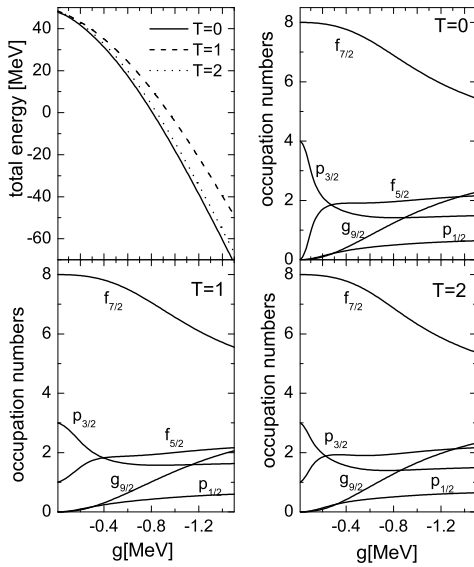 total energy [MeV]
40
20
0
-20
-40
-60
T=0
T=1
T=2
occupation numbers
8
6
4
2
0
T=0
f7/2
p3/2
f5/2
g9/2
p1/2
occupation numbers
8
6
4
2
0
T=1
f7/2
p3/2
f5/2
g9/2
p1/2
-0.4 -0.8 -1.2
g[MeV]
occupation numbers
8
6
4
2
0
T=2
f7/2
p3/2
f5/2
g9/2
p1/2
-0.4 -0.8 -1.2
g[MeV]